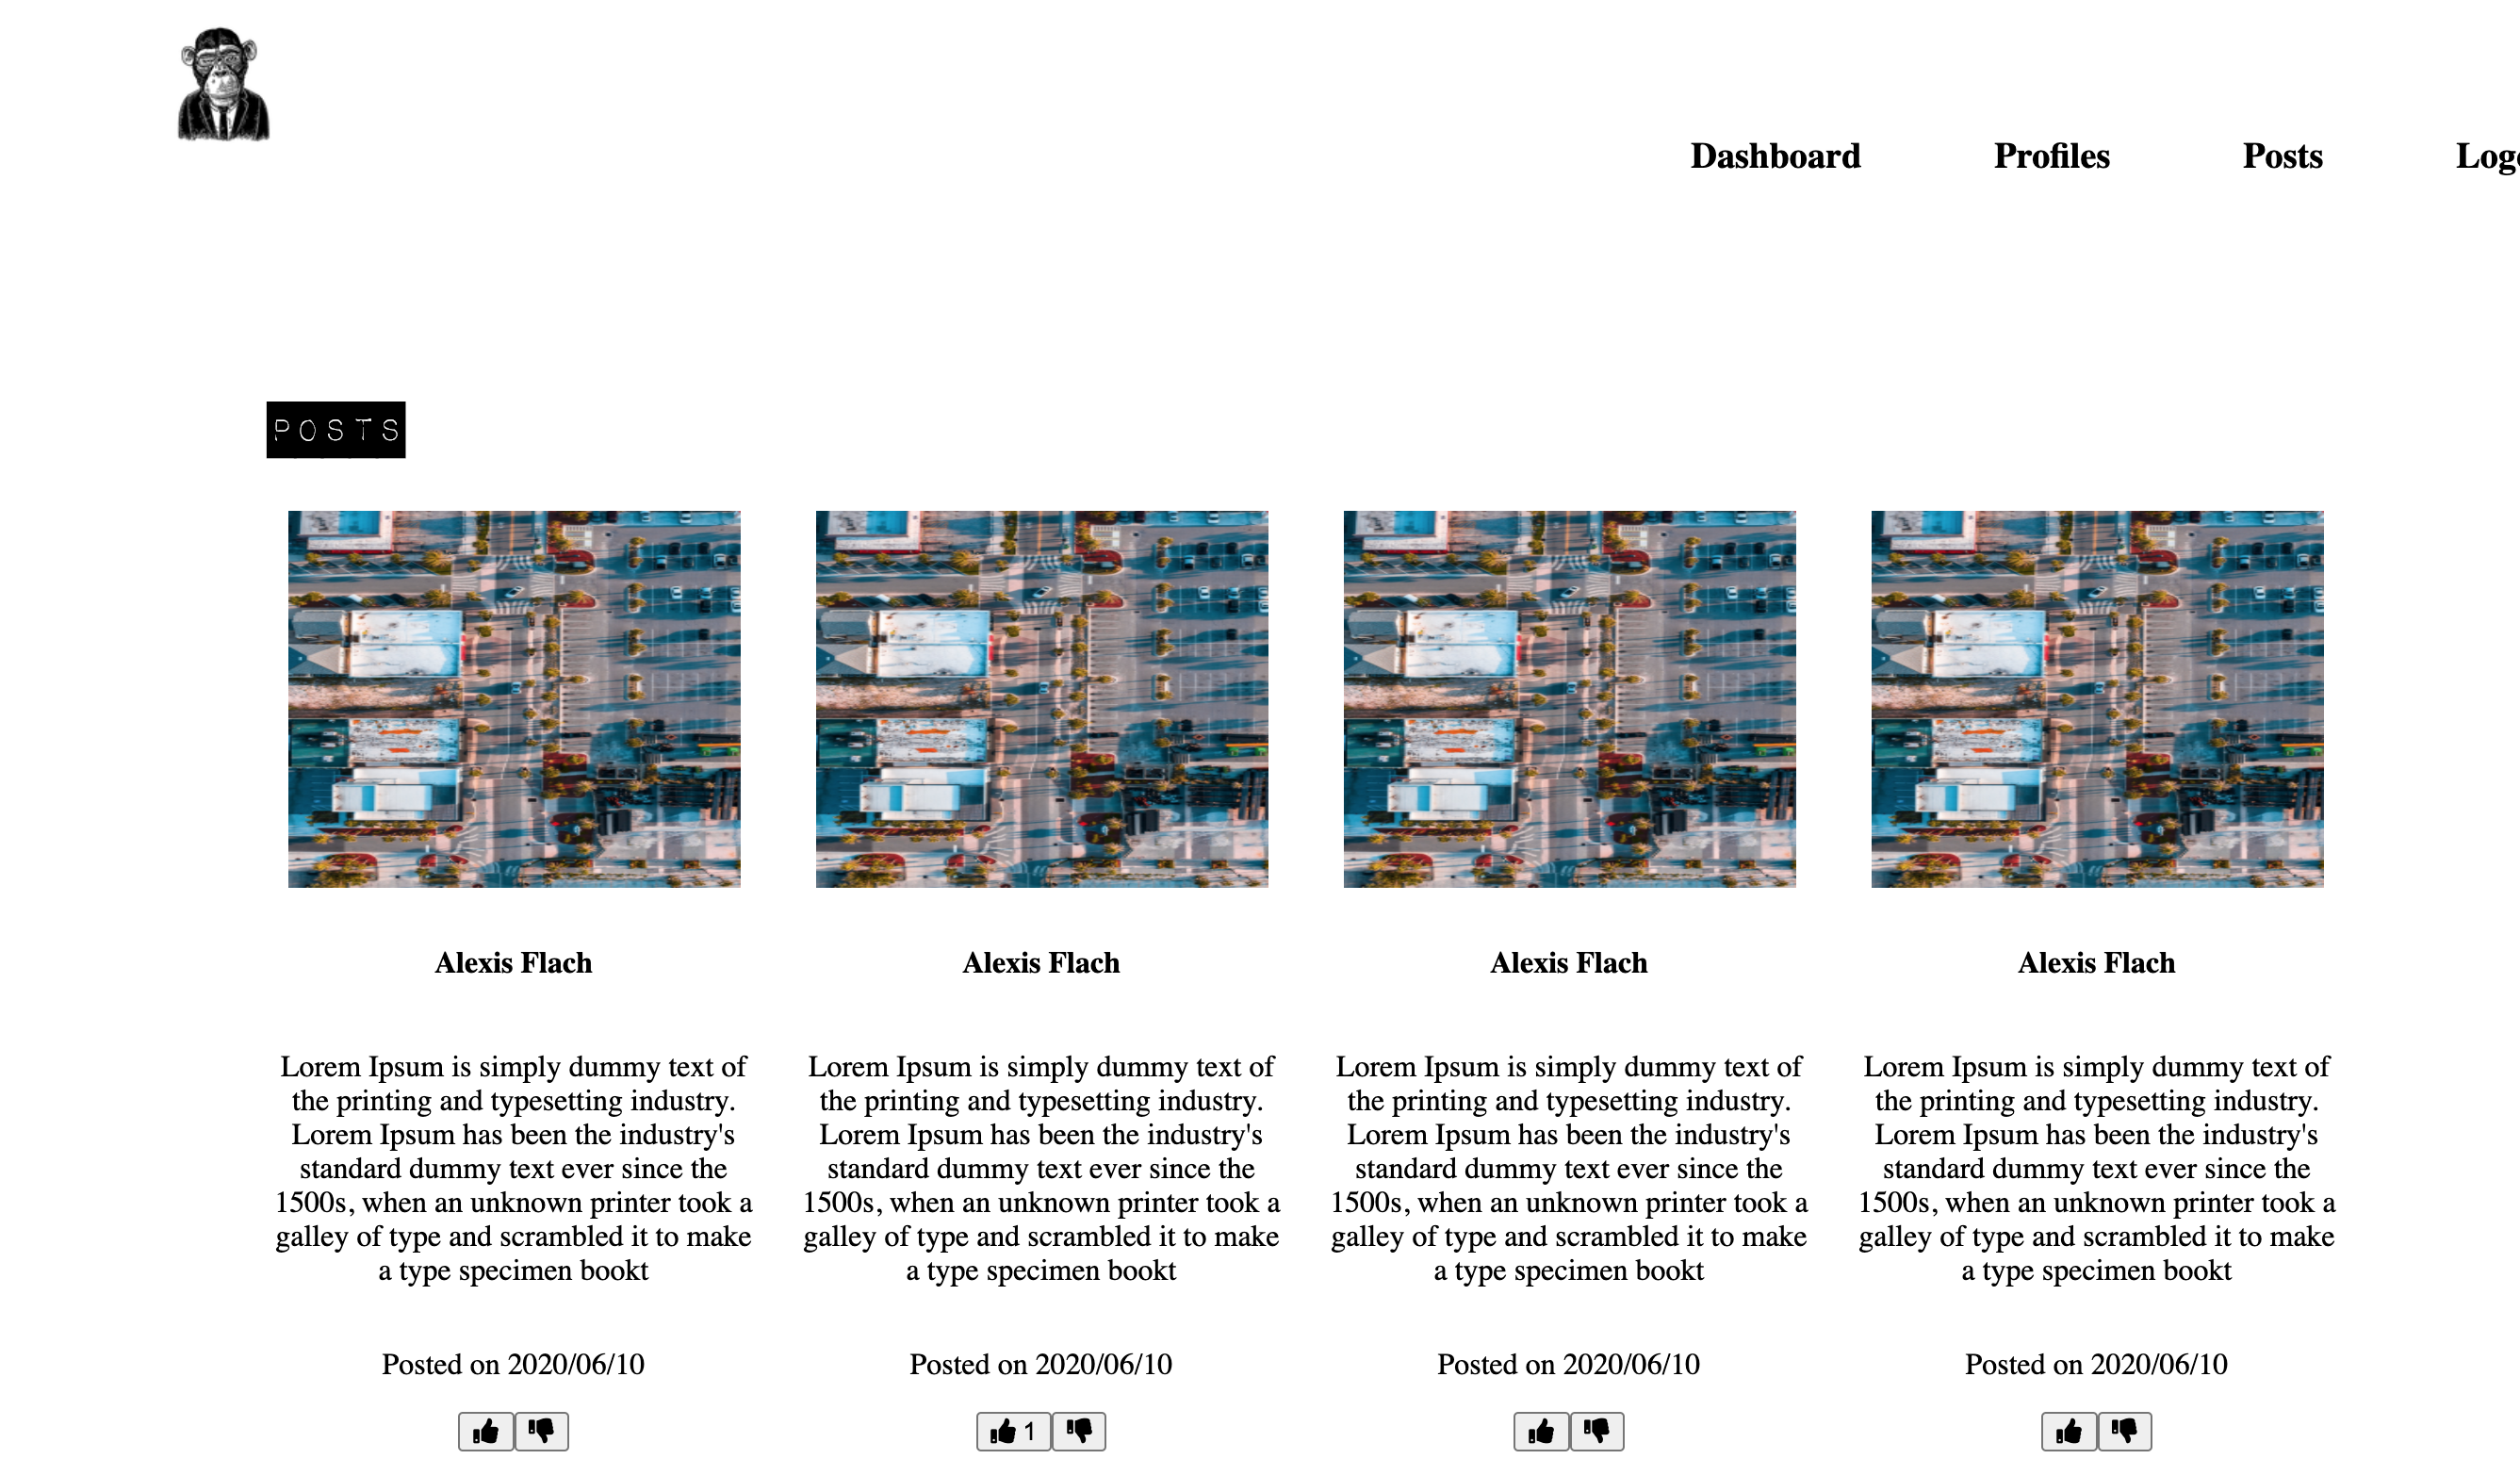 Dashboard Profiles Posts
POSTS
Alexis Flach
Lorem Ipsum is simply dummy text of
the printing and typesetting industry.
Lorem Ipsum has been the industry's
standard dummy text ever since the
1500s, when an unknown printer took a
galley of type and scrambled it to make
a type specimen bookt
Posted on 2020/06/10
Alexis Flach
Lorem Ipsum is simply dummy text of
the printing and typesetting industry.
Lorem Ipsum has been the industry's
standard dummy text ever since the
1500s, when an unknown printer took a
galley of type and scrambled it to make
a type specimen bookt
Posted on 2020/06/10
1
Alexis Flach
Lorem Ipsum is simply dummy text of
the printing and typesetting industry.
Lorem Ipsum has been the industry's
standard dummy text ever since the
1500s, when an unknown printer took a
galley of type and scrambled it to make
a type specimen bookt
Posted on 2020/06/10
Alexis Flach
Lorem Ipsum is simply dummy text of
the printing and typesetting industry.
Lorem Ipsum has been the industry's
standard dummy text ever since the
1500s, when an unknown printer took a
galley of type and scrambled it to make
a type specimen bookt
Posted on 2020/06/10